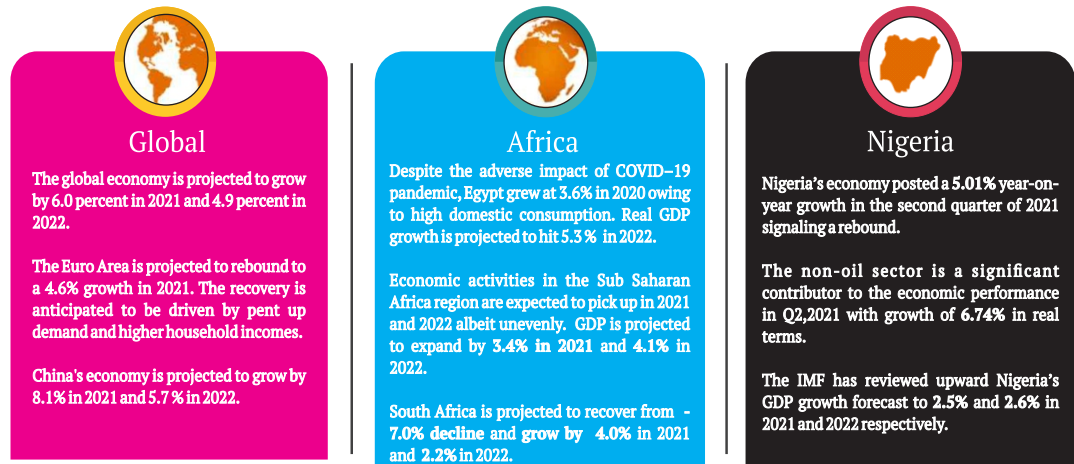 Global
The global economy is projected to grow
by 6.0 percent in 2021 and 4.9 percent in
2022.
The Euro Area is projected to rebound to
a 4.6% growth in 2021. The recovery is
anticipated to be driven by pent up
demand and higher household incomes.
China's economy is projected to grow by
8.1% in 2021 and 5.7 % in 2022.
Africa
Despite the adverse impact of COVID–19
pandemic, Egypt grew at 3.6% in 2020 owing
to high domestic consumption. Real GDP
growth is projected to hit 5.3 % in 2022.
Economic activities in the Sub Saharan
Africa region are expected to pick up in 2021
and 2022 albeit unevenly. GDP is projected
to expand by 3.4% in 2021 and 4.1% in
2022.
South Africa is projected to recover from -
7.0% decline and grow by 4.0% in 2021
and 2.2% in 2022.
Nigeria
Nigeria’s economy posted a 5.01% year-on-
year growth in the second quarter of 2021
signaling a rebound.
The non-oil sector is a significant
contributor to the economic performance
in Q2,2021 with growth of 6.74% in real
terms.
The IMF has reviewed upward Nigeria’s
GDP growth forecast to 2.5% and 2.6% in
2021 and 2022 respectively.